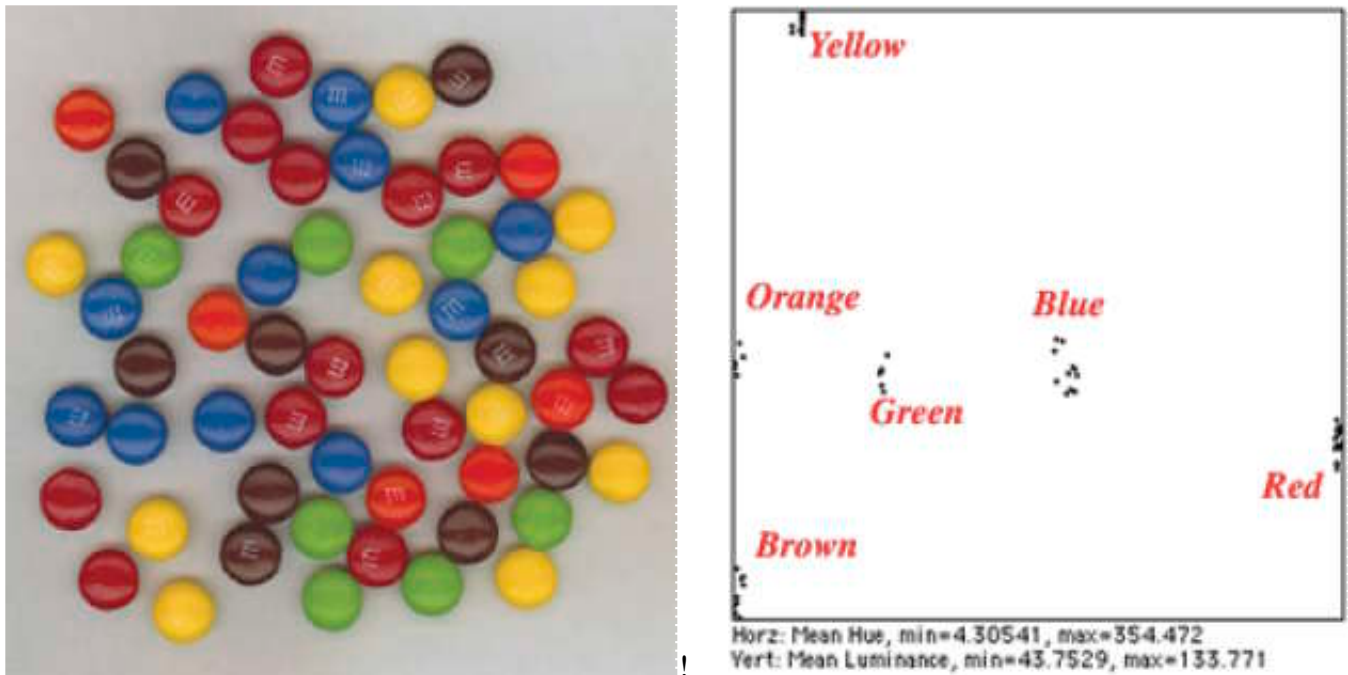 Yellow
Orange
Blue
Green
Red
Brown
Horz: Mean Hue, min=4.30541, max=354.472
Vert: Mean Luminance, min=43.7529, max=133.771
!